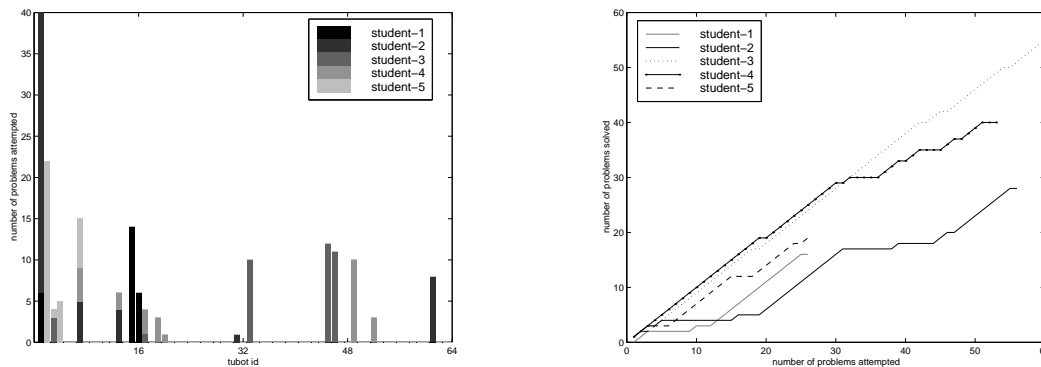 40
35
30
25
20
15
10
5
0
number of problems attempted
student-1
student-2
student-3
student-4
student-5
16 32 48 64
tubot id
60
50
40
30
20
10
0
number of problems solved
student-1
student-2
student-3
student-4
student-5
0 10 20 30 40 50 60
number of problems attempted